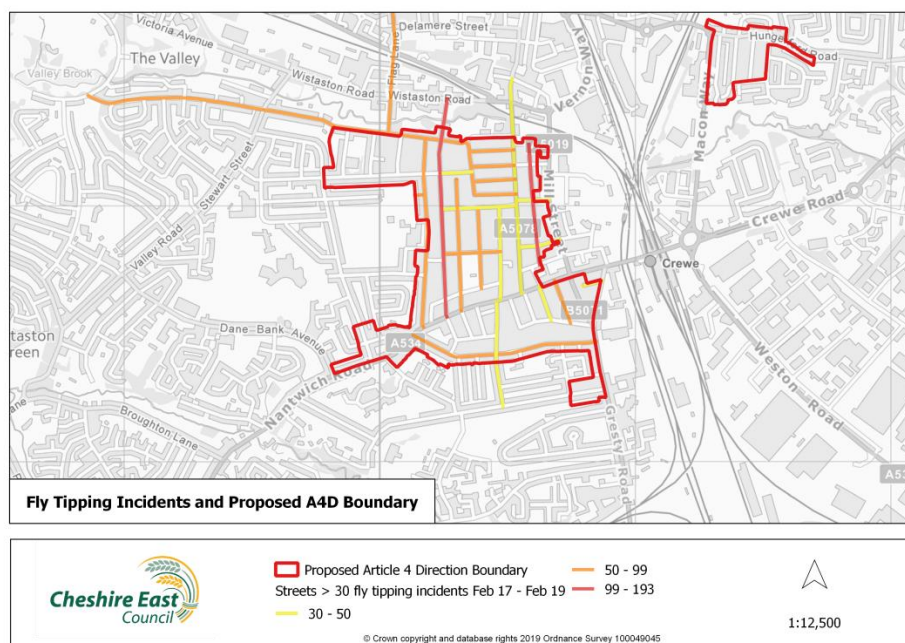 Victoria Avenue
Delamere Street
The Valley
Flag Lane
Vernon Way
Hungerford Road
Valley Brook
Wistaston Road
Wistaston Road
Macon Way
Stewart Street
Mill Street
Crewe Road
A5078
Valley Road
Crewe
Dane Bank Avenue
Nantwich Road
Weston Road
Broughton Lane
Gresty Road
Fly Tipping Incidents and Proposed A4D Boundary
Cheshire East
Council
Proposed Article 4 Direction Boundary
Streets > 30 fly tipping incidents Feb 17 - Feb 19
30 - 50
50 - 99
99 - 193
1:12,500
© Crown copyright and database rights 2019 Ordnance Survey 100049045